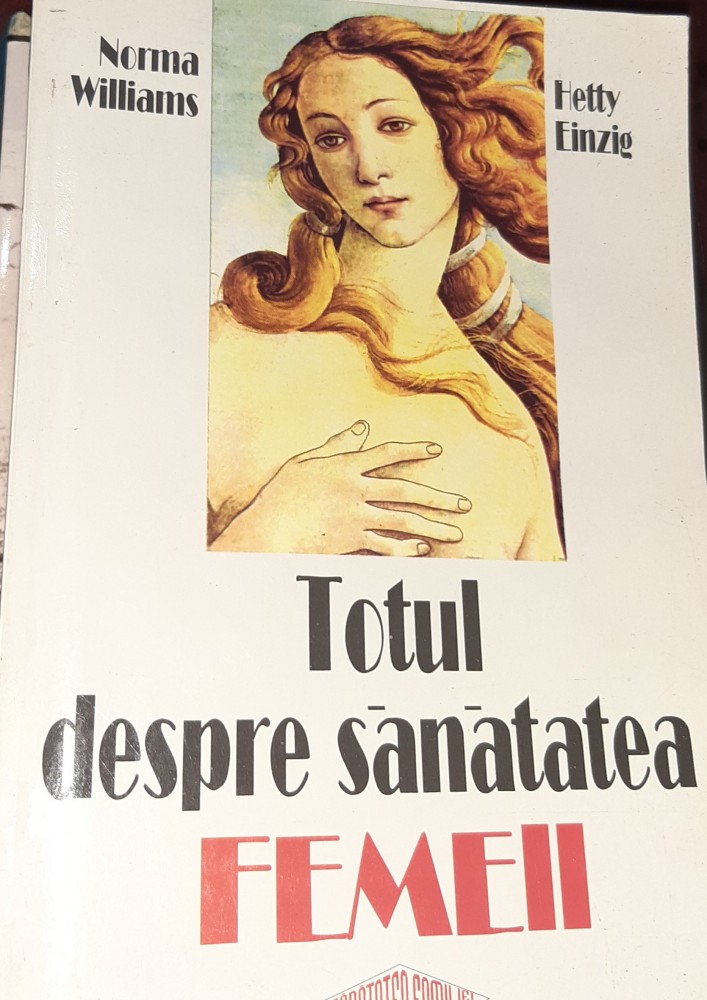 Norma
Williams
Hetty
Einzig
Totul
despre sānātatea
FEMEII